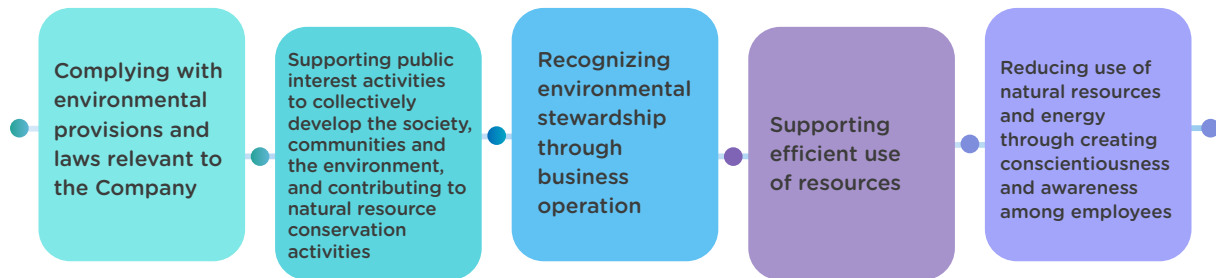 Complying with
environmental
provisions and
laws relevant to
the Company
Supporting public
interest activities
to collectively
develop the society,
communities and
the environment,
and contributing to
natural resource
conservation
activities
Recognizing
environmental
stewardship
through
business
operation
Supporting
efficient use
of resources
Reducing use of
natural resources
and energy
through creating
conscientiousness
and awareness
among employees